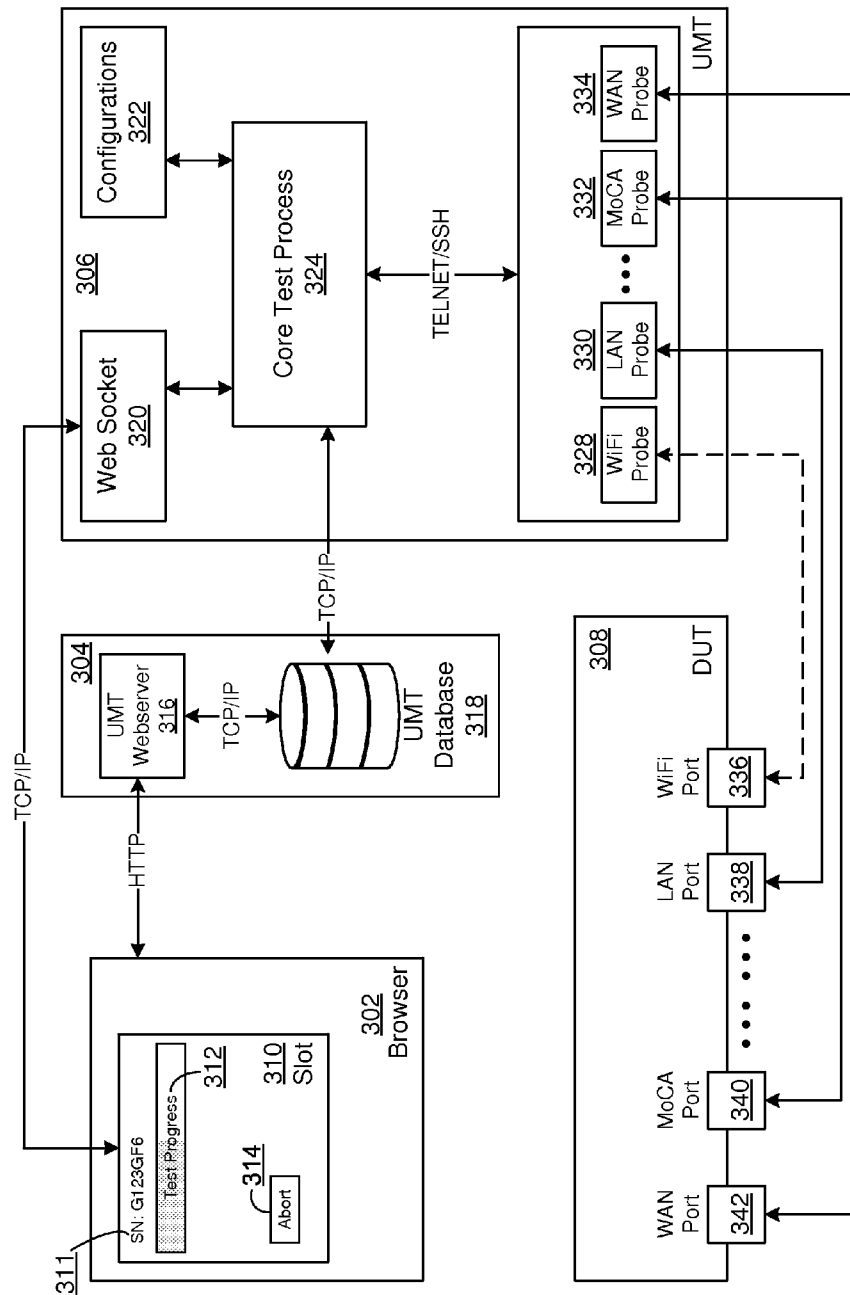 TCP/IP
311
SN: G123GF6
Test Progress
312
314
Abort
310
Slot
302
Browser
HTTP
304
UMT
Webserver
316
TCP/IP
UMT
Database
318
TCP/IP
306
Web Socket
320
Configurations
322
Core Test Process
324
TELNET/SSH
328
WiFi
Probe
330
LAN
Probe
332
MoCA
Probe
334
WAN
Probe
UMT
308
DUT
WAN
Port
342
MoCA
Port
340
LAN
Port
338
WiFi
Port
336